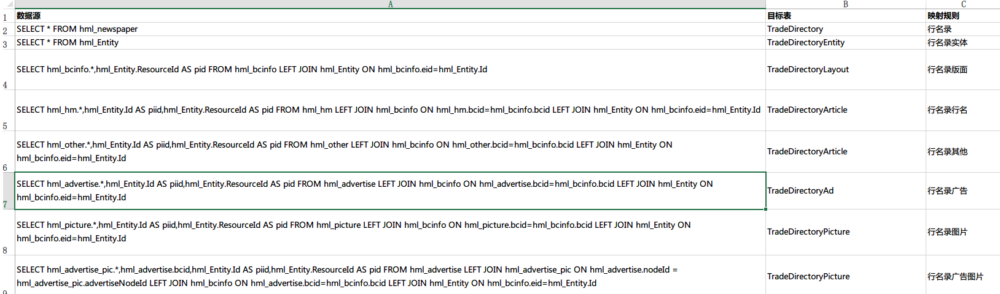 A B C
1 数据源 目标表 映射规则
2 SELECT * FROM hml_newspaper TradeDirectory 行名录
3 SELECT * FROM hml_Entity TradeDirectoryEntity 行名录实体
4 SELECT hml_bcinfo.*,hml_Entity.ResourceId AS pid FROM hml_bcinfo LEFT JOIN hml_Entity ON hml_bcinfo.eid=hml_Entity.Id TradeDirectoryLayout 行名录版面
5 SELECT hml_hm.*,hml_Entity.Id AS piid,hml_Entity.ResourceId AS pid FROM hml_hm LEFT JOIN hml_bcinfo ON hml_hm.bcid=hml_bcinfo.bcid LEFT JOIN hml_Entity ON hml_bcinfo.eid=hml_Entity.Id TradeDirectoryArticle 行名录行名
SELECT hml_other.*,hml_Entity.Id AS piid,hml_Entity.ResourceId AS pid FROM hml_other LEFT JOIN hml_bcinfo ON hml_other.bcid=hml_bcinfo.bcid LEFT JOIN hml_Entity ON
6 hml_bcinfo.eid=hml_Entity.Id TradeDirectoryArticle 行名录其他
SELECT hml_advertise.*,hml_Entity.Id AS piid,hml_Entity.ResourceId AS pid FROM hml_advertise LEFT JOIN hml_bcinfo ON hml_advertise.bcid=hml_bcinfo.bcid LEFT JOIN hml_Entity ON
7 hml_bcinfo.eid=hml_Entity.Id TradeDirectoryAd 行名录广告
SELECT hml_picture.*,hml_Entity.Id AS piid,hml_Entity.ResourceId AS pid FROM hml_picture LEFT JOIN hml_bcinfo ON hml_picture.bcid=hml_bcinfo.bcid LEFT JOIN hml_Entity ON
8 hml_bcinfo.eid=hml_Entity.Id TradeDirectoryPicture 行名录图片
SELECT hml_advertise_pic.*,hml_advertise.bcid,hml_Entity.Id AS piid,hml_Entity.ResourceId AS pid FROM hml_advertise LEFT JOIN hml_advertise_pic ON hml_advertise.nodeId =
9 hml_advertise_pic.advertiseNodeId LEFT JOIN hml_bcinfo ON hml_advertise.bcid=hml_bcinfo.bcid LEFT JOIN hml_Entity ON hml_bcinfo.eid=hml_Entity.Id TradeDirectoryPicture 行名录广告图片